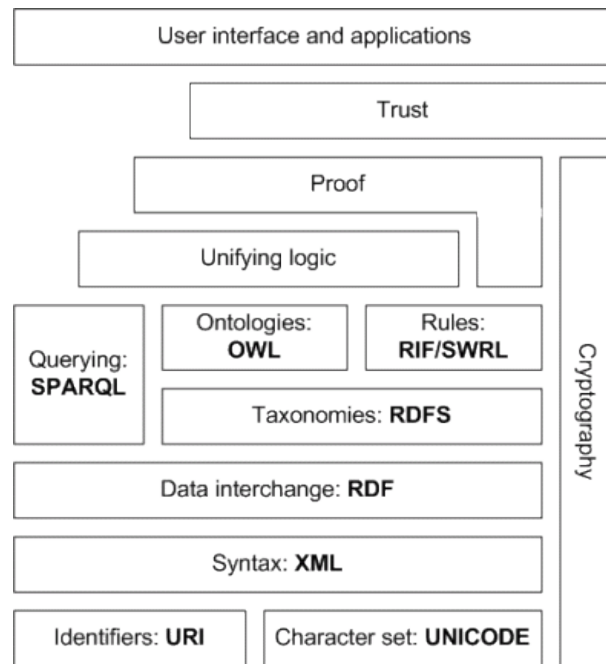 User interface and applications
Trust
Proof
Unifying logic
Ontologies:
OWL
Rules:
RIF/SWRL
Querying:
SPARQL
Taxonomies: RDFS
Cryptography
Data interchange: RDF
Syntax: XML
Identifiers: URI
Character set: UNICODE